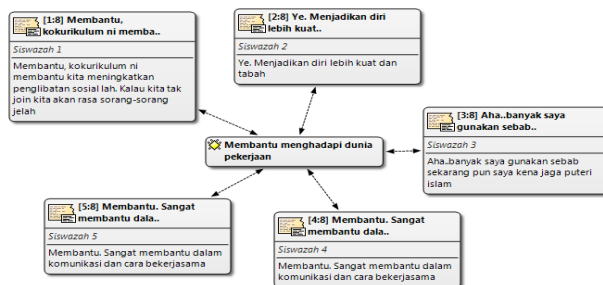 [1:8] Membantu,
kokurikulum ni memba..
Siswazah 1
Membantu, kokurikulum ni
membantu kita meningkatkan
penglibatan sosial lah. Kalau kita tak
join kita akan rasa sorang-sorang
jelah
[2:8] Ye. Menjadikan diri
lebih kuat..
Siswazah 2
Ye. Menjadikan diri lebih kuat dan
tabah
[3:8] Aha..banyak saya
gunakan sebab..
Siswazah 3
Aha..banyak saya gunakan sebab
sekarang pun saya kena jaga puteri
islam
Membantu menghadapi dunia
pekerjaan
[5:8] Membantu. Sangat
membantu dala..
Siswazah 5
Membantu. Sangat membantu dalam
komunikasi dan cara bekerjasama
[4:8] Membantu. Sangat
membantu dala..
Siswazah 4
Membantu. Sangat membantu dalam
komunikasi dan cara bekerjasama